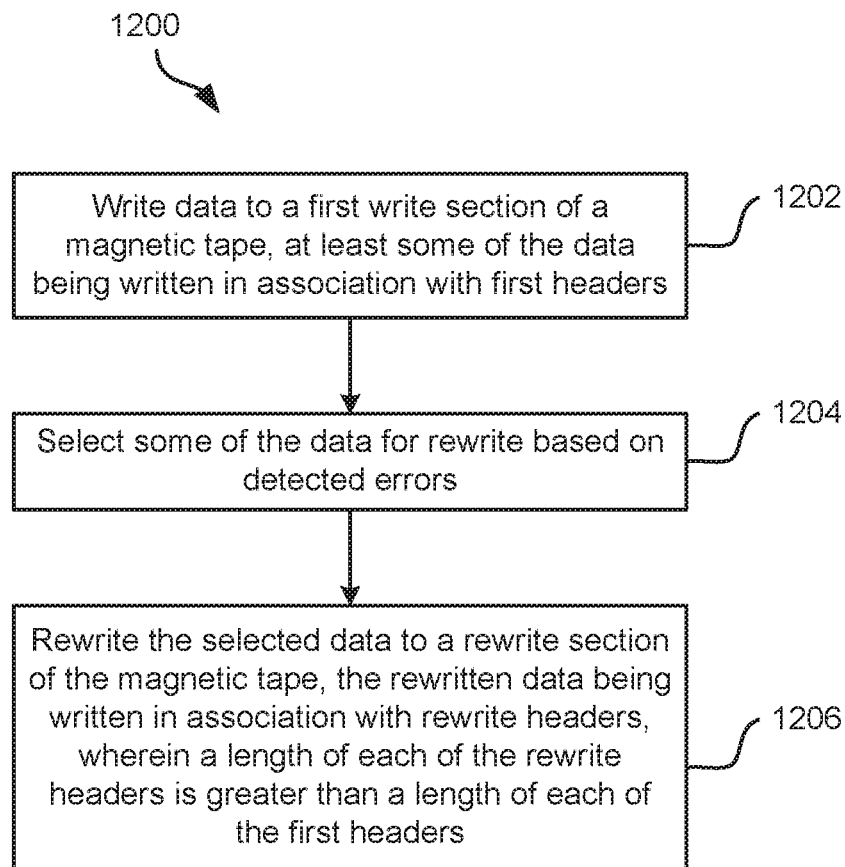 1200
Write data to a first write section of a
magnetic tape, at least some of the data
being written in association with first headers
1202
Select some of the data for rewrite based on
detected errors
1204
Rewrite the selected data to a rewrite section
of the magnetic tape, the rewritten data being
written in association with rewrite headers,
wherein a length of each of the rewrite
headers is greater than a length of each of
the first headers
1206